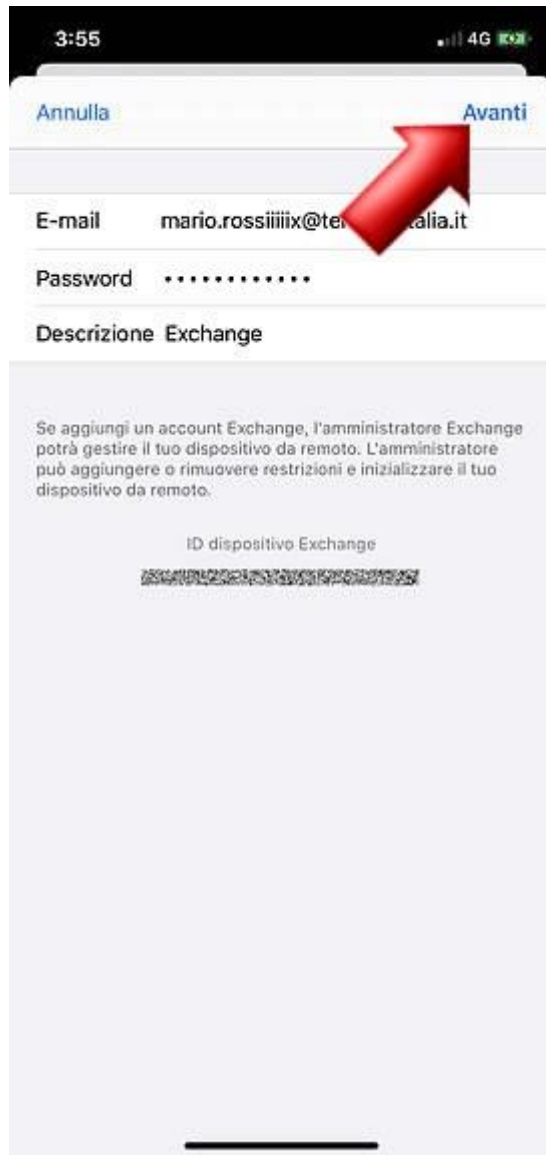 3:55 4G
Annulla Avanti
E-mail mario.rossiiiiix@te alia.it
Password ••••••••••••
Descrizione Exchange
Se aggiungi un account Exchange, l'amministratore Exchange
potrà gestire il tuo dispositivo da remoto. L'amministratore
può aggiungere o rimuovere restrizioni e inizializzare il tuo
dispositivo da remoto.
ID dispositivo Exchange